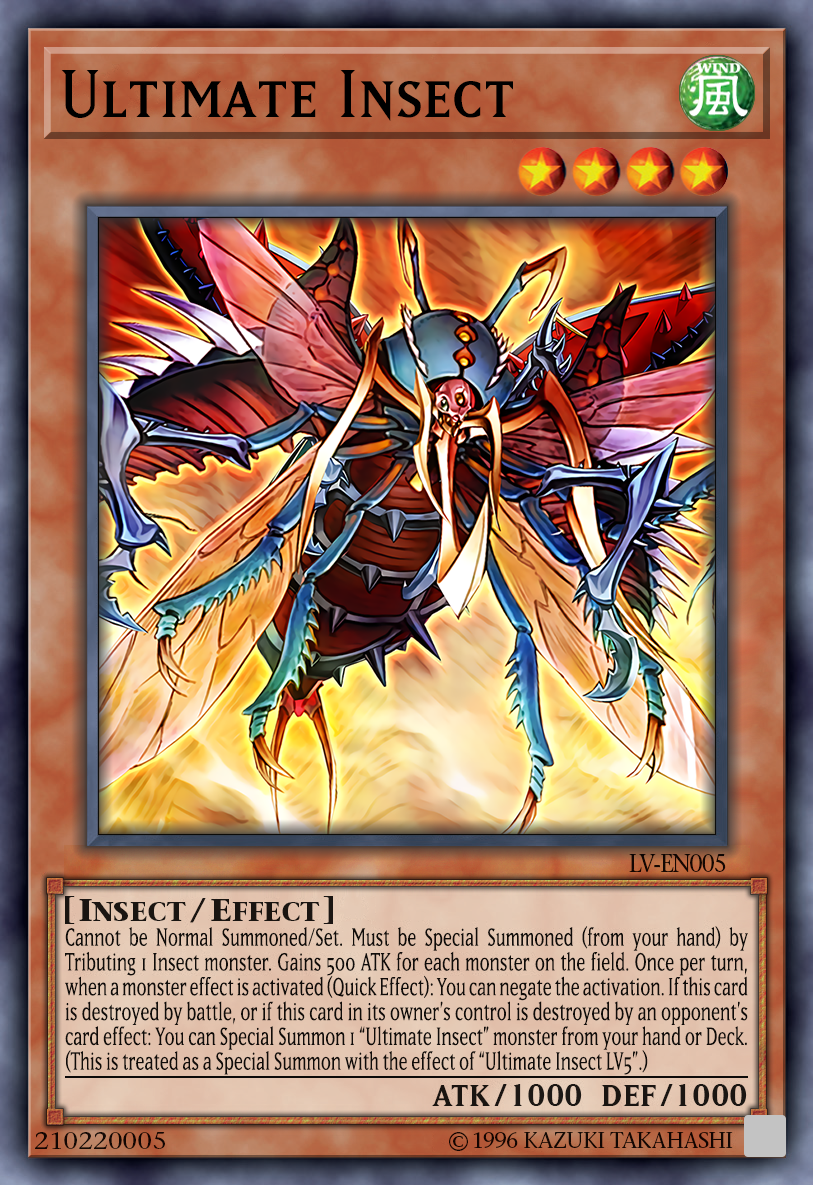 Ultimate Insect
WIND
風
LV-EN005
[Insect/Effect]
Cannot be Normal Summoned/Set. Must be Special Summoned (from your hand) by
Tributing 1 Insect monster. Gains 500 ATK for each monster on the field. Once per turn,
when a monster effect is activated (Quick Effect): You can negate the activation. If this card
is destroyed by battle, or if this card in its owner's control is destroyed by an opponent's
card effect: You can Special Summon 1 “Ultimate Insect” monster from your hand or Deck.
(This is treated as a Special Summon with the effect of “Ultimate Insect LV5”.)
ATK/1000 DEF/1000
210220005 © 1996 KAZUKI TAKAHASHI